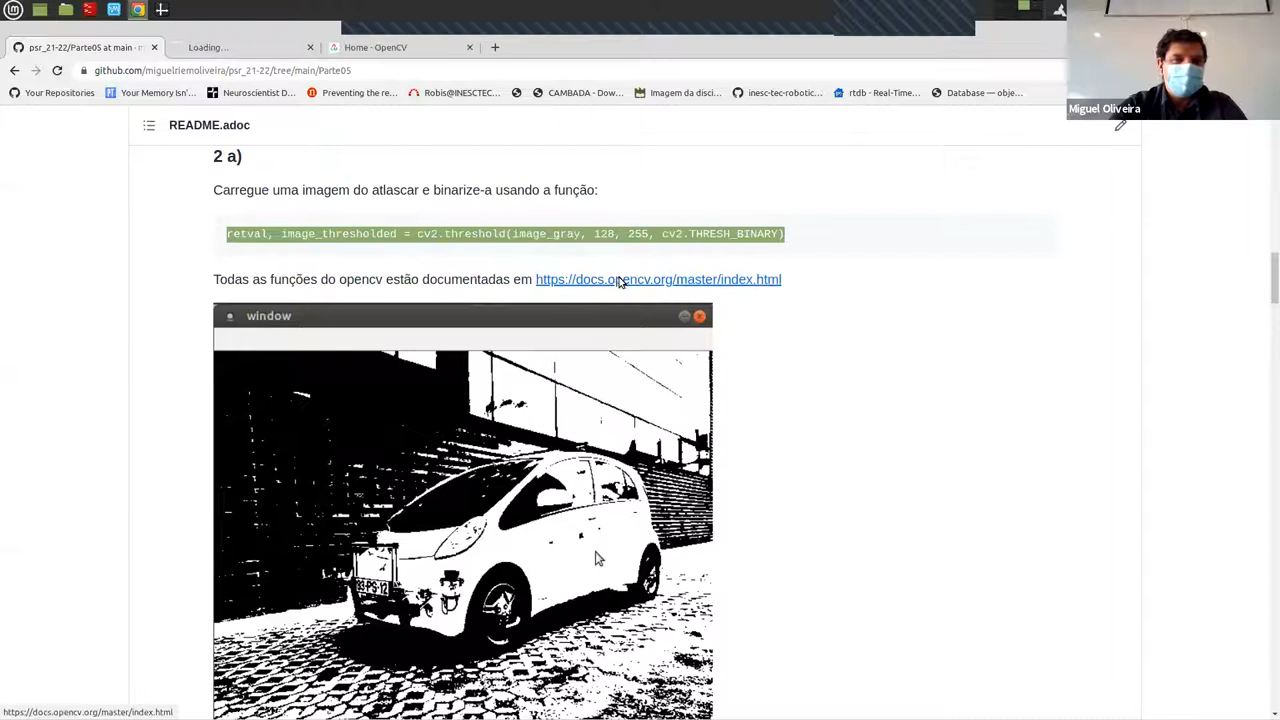 psr_21-22/Parte05 at main · m
Loading…
Home - OpenCV
github.com/miguelriemoliveira/psr_21-22/tree/main/Parte05
Your Repositories
Your Memory Isn'...
Neuroscientist D...
Preventing the re...
Robis@INESCTEC...
CAMBADA - Dow...
Imagem da disci...
inesc-tec-robotic...
rtdb - Real-Time...
Database — obje...
Miguel Oliveira
README.adoc
2 a)
Carregue uma imagem do atlascar e binarize-a usando a função:
retval, image_thresholded = cv2.threshold(image_gray, 128, 255, cv2.THRESH_BINARY)
Todas as funções do opencv estão documentadas em https://docs.opencv.org/master/index.html
window
https://docs.opencv.org/master/index.html